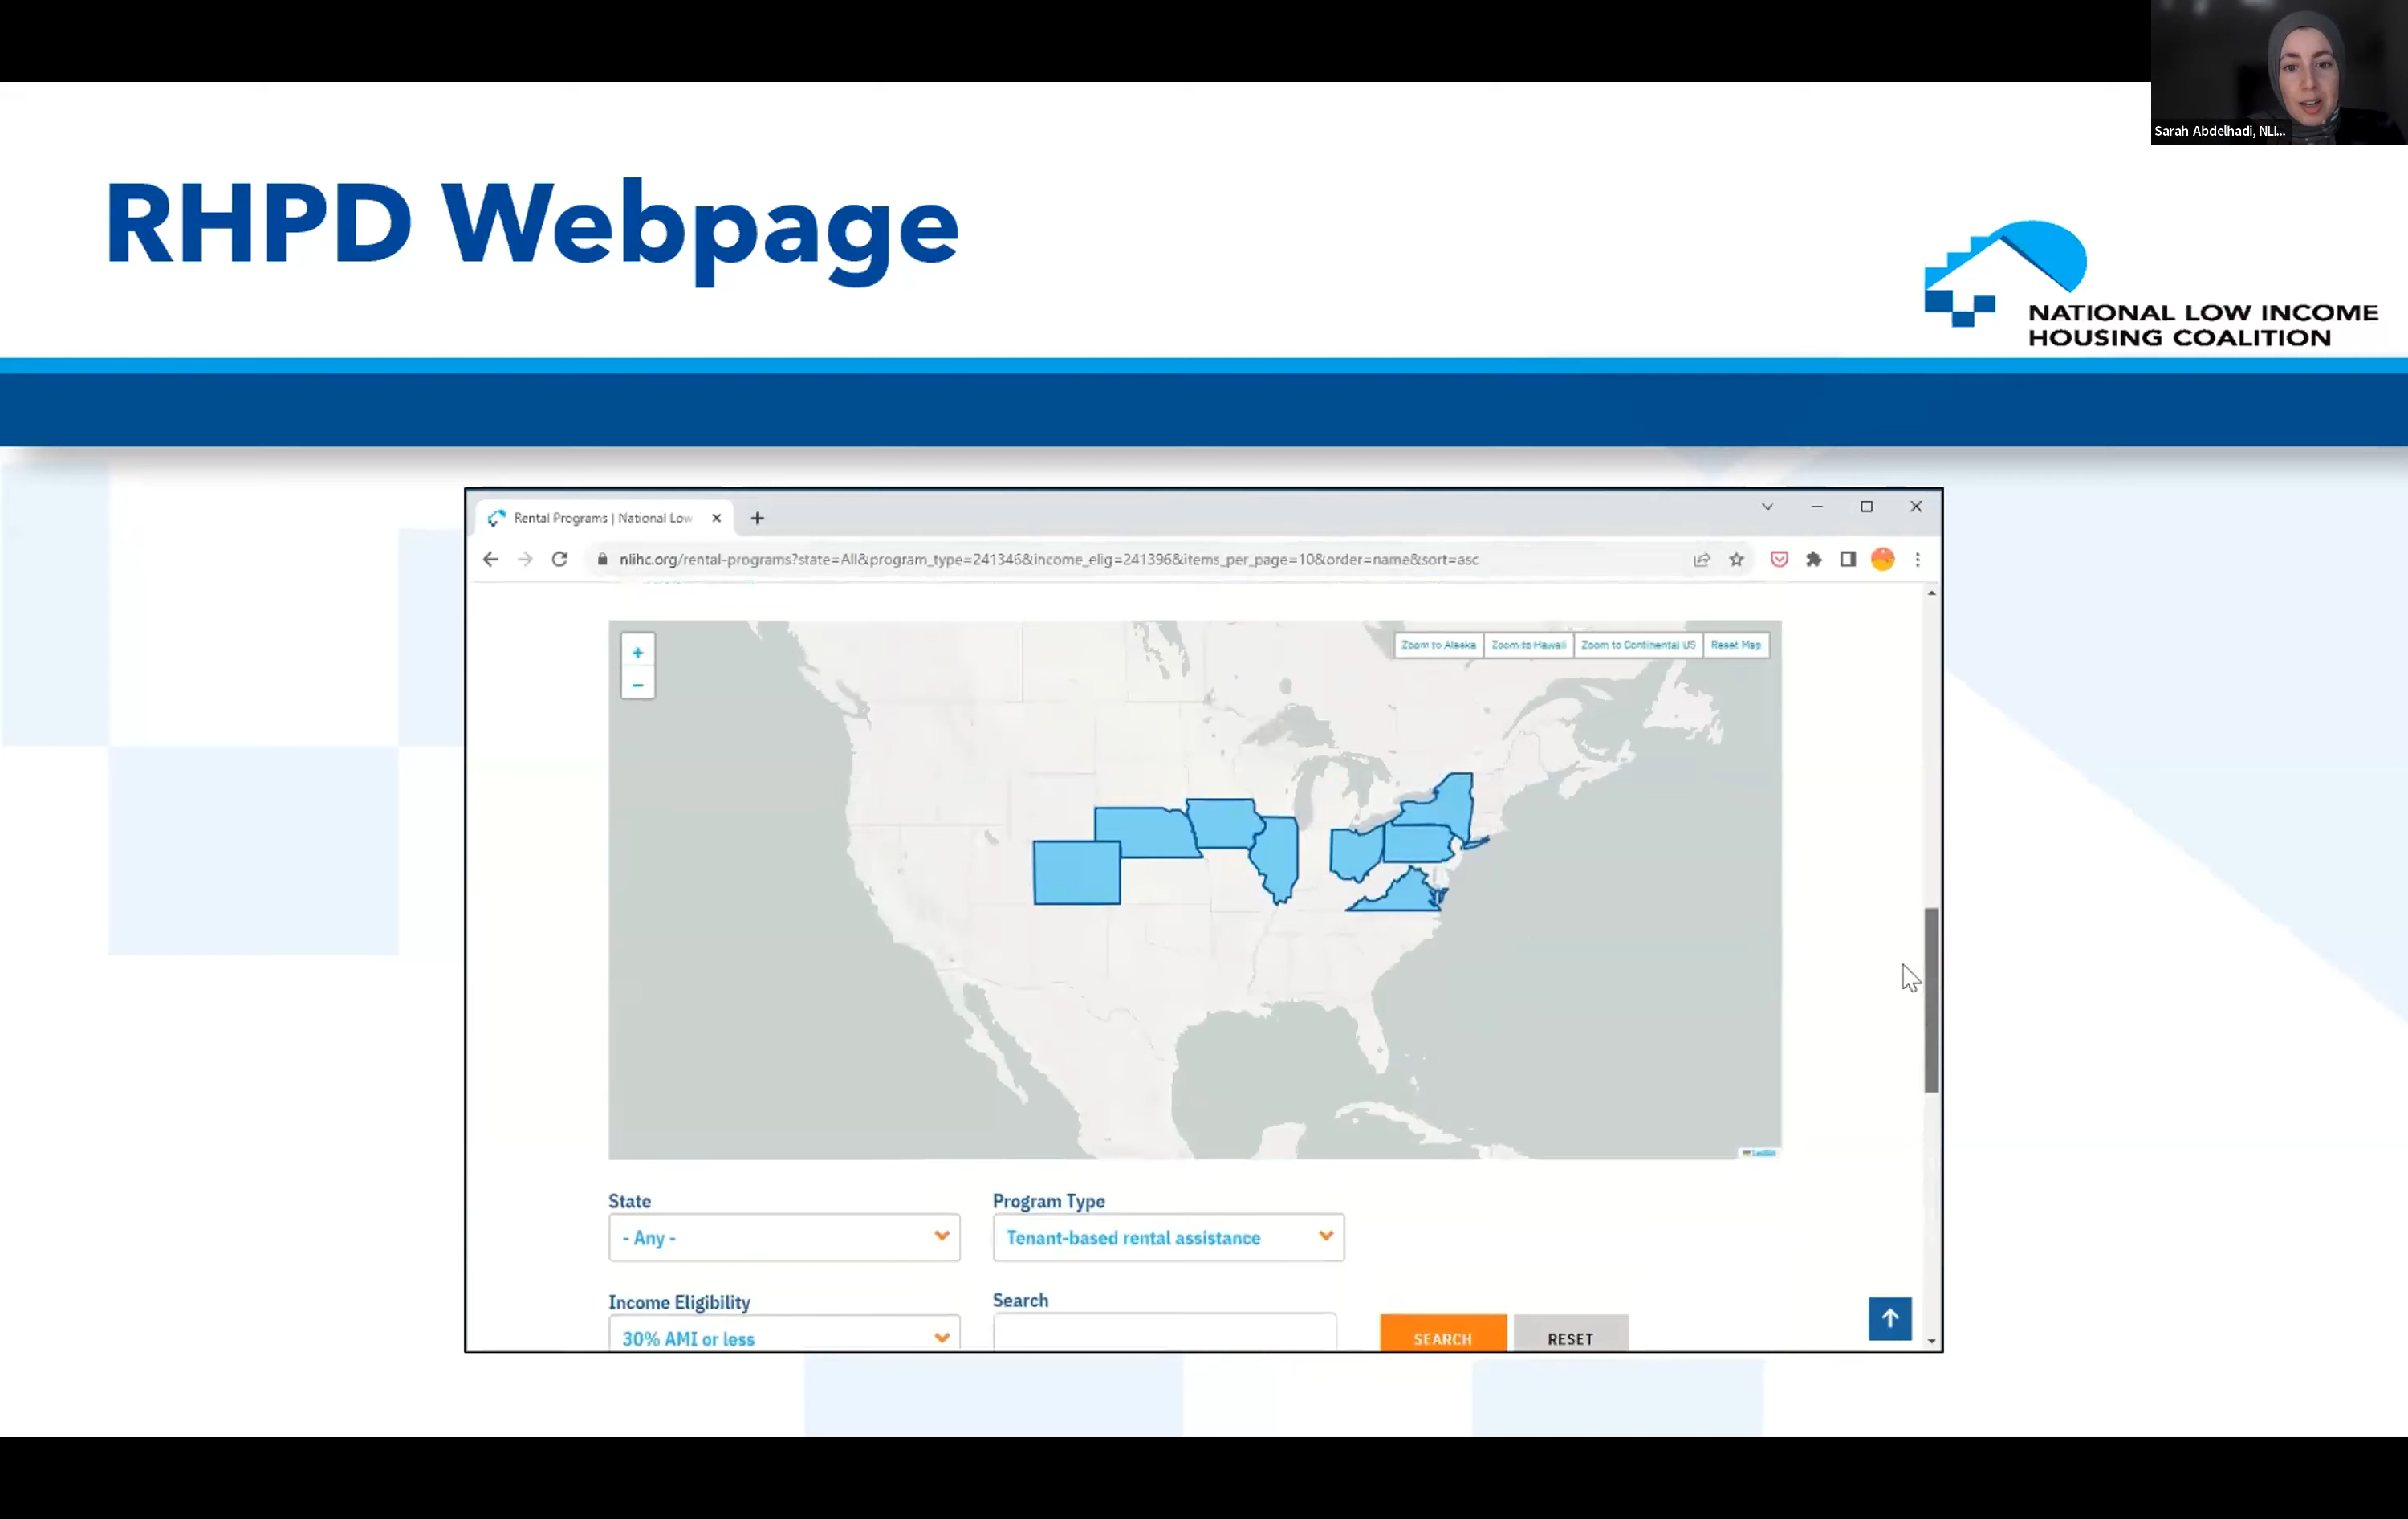 Sarah Abdelhadi, NLI...
RHPD Webpage
NATIONAL LOW INCOME
HOUSING COALITION
Rental Programs | National Low
nlihc.org/rental-programs?state=All&program_type=241346&income_elig=241396&items_per_page=10&order=name&sort=asc
+
−
Zoom to Alaska
Zoom to Hawaii
Zoom to Continental US
Reset Map
Leaflet
State
Program Type
- Any -
Tenant-based rental assistance
Income Eligibility
Search
30% AMI or less
SEARCH
RESET